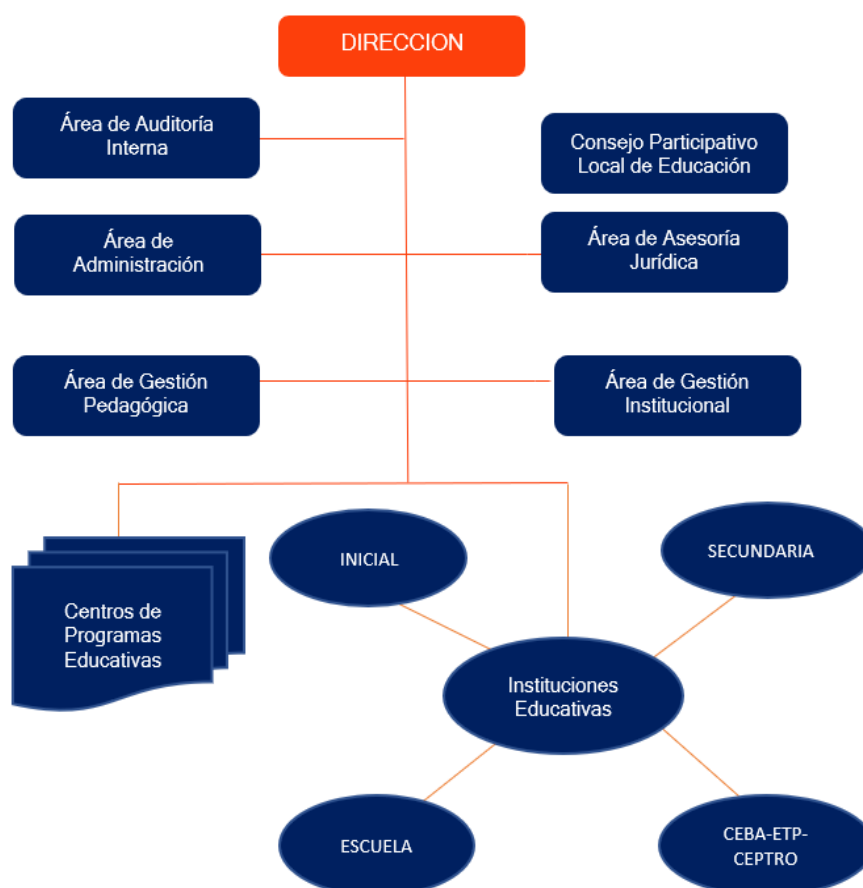 DIRECCION
Área de Auditoría
Interna
Consejo Participativo
Local de Educación
Área de
Administración
Área de Asesoría
Jurídica
Área de Gestión
Pedagógica
Área de Gestión
Institucional
INICIAL
SECUNDARIA
Centros de
Programas
Educativas
Instituciones
Educativas
ESCUELA
CEBA-ETP-
CEPTRO